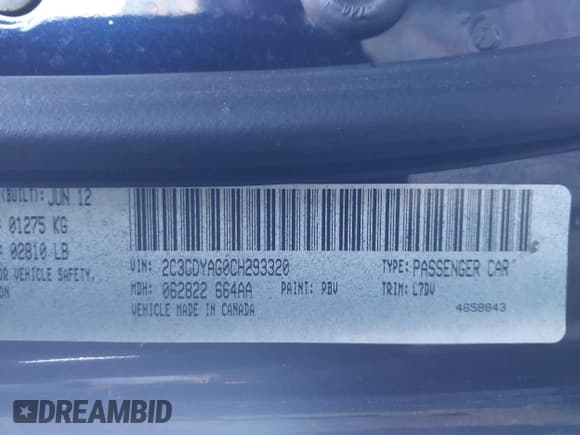 (BUILT): JUN 12
01275 KG
02810 LB
OR VEHICLE SAFETY,
ON
VIN: 2C3CDYAG0CH293320 TYPE: PASSENGER CAR
MDH: 062822 664AA PAINT: PBV TRIM: L7DV
VEHICLE MADE IN CANADA 4658843
DREAMBID